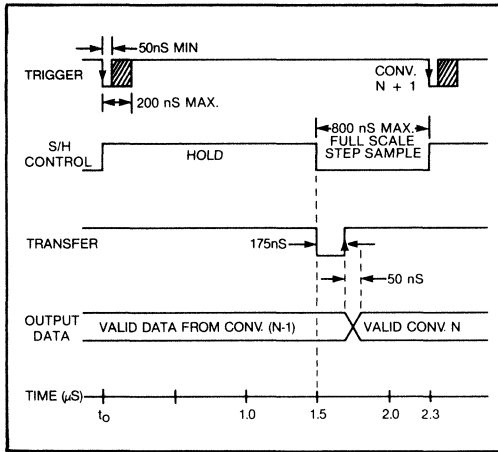 50nS MIN
TRIGGER
CONV.
N + 1
200 nS MAX.
800 nS MAX.
FULL SCALE
STEP SAMPLE
S/H
CONTROL
HOLD
TRANSFER
175nS
50 nS
OUTPUT
DATA
VALID DATA FROM CONV. (N-1)
VALID CONV. N
TIME (µS)
to
1.0
1.5
2.0
2.3